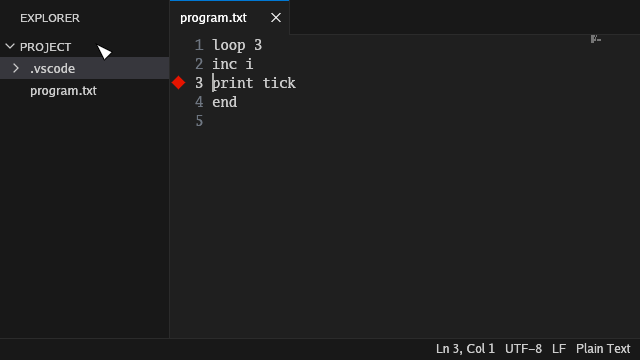 EXPLORER
PROJECT
.vscode
program.txt
program.txt
1 loop 3
2 inc i
3 print tick
4 end
5
Ln 3, Col 1 UTF-8 LF Plain Text